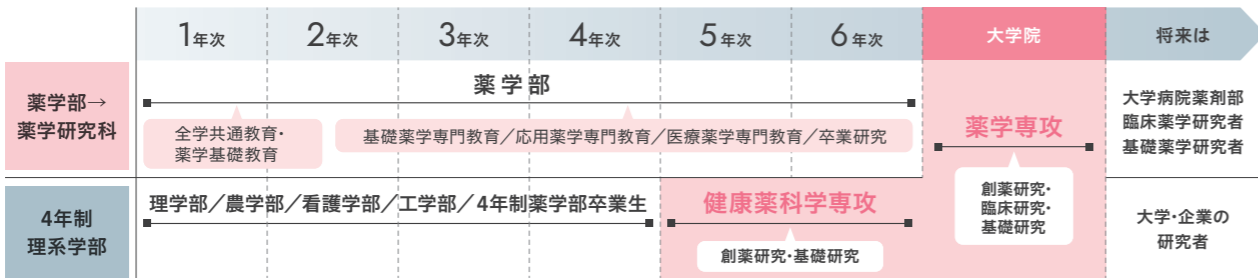 1年次
2年次
3年次
4年次
5年次
6年次
大学院
将来は
薬学部→
薬学研究科
薬学部
全学共通教育・
薬学基礎教育
基礎薬学専門教育／応用薬学専門教育／医療薬学専門教育／卒業研究
薬学専攻
創薬研究・
臨床研究・
基礎研究
大学病院薬剤部
臨床薬学研究者
基礎薬学研究者
4年制
理系学部
理学部／農学部／看護学部／工学部／4年制薬学部卒業生
健康薬科学専攻
創薬研究・基礎研究
大学・企業の
研究者